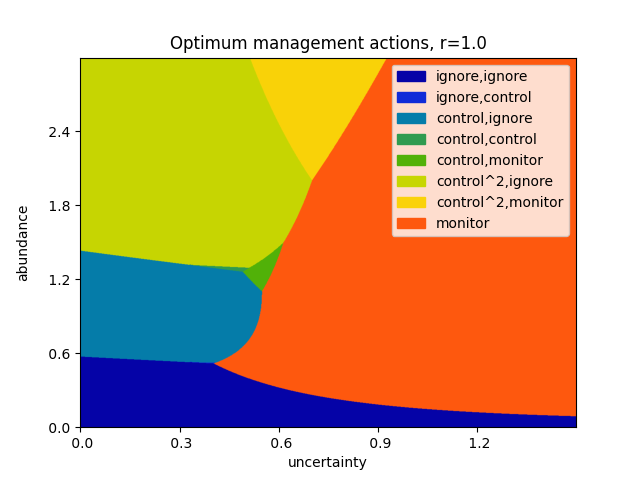 Optimum management actions, r=1.0
ignore,ignore
ignore,control
control,ignore
control,control
control,monitor
control^2,ignore
control^2,monitor
monitor
abundance
2.4
1.8
1.2
0.6
0.0
0.0 0.3 0.6 0.9 1.2
uncertainty